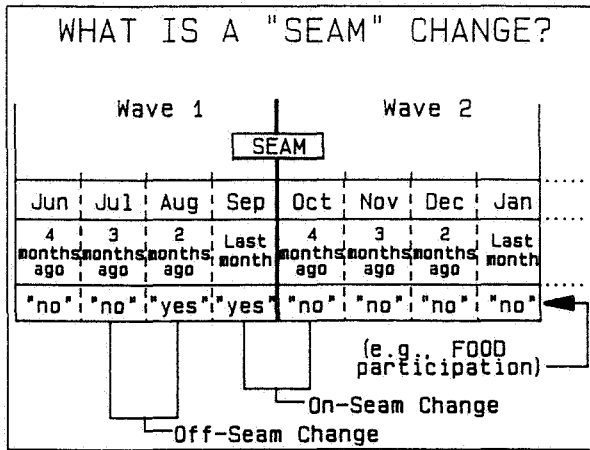 WHAT IS A "SEAM" CHANGE?
Wave 1 Wave 2
SEAM
Jun Jul Aug Sep Oct Nov Dec Jan
4 months ago 3 months ago 2 months ago Last month 4 months ago 3 months ago 2 months ago Last month
"no" "no" "yes" "yes" "no" "no" "no" "no"
(e.g., FOOD
participation)
On-Seam Change
Off-Seam Change